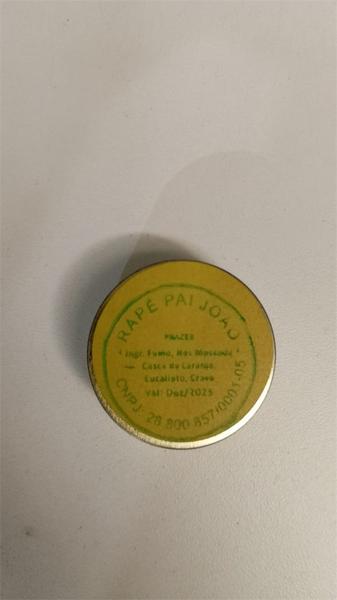 RAPÉ PAI JOÃO
PRAZER
Ingr. Fumo, Nos Moscada
Casca de Laranja
Eucalipto, Cravo
Val: Dez/2025
CNPJ: 28.800.857/0001-05